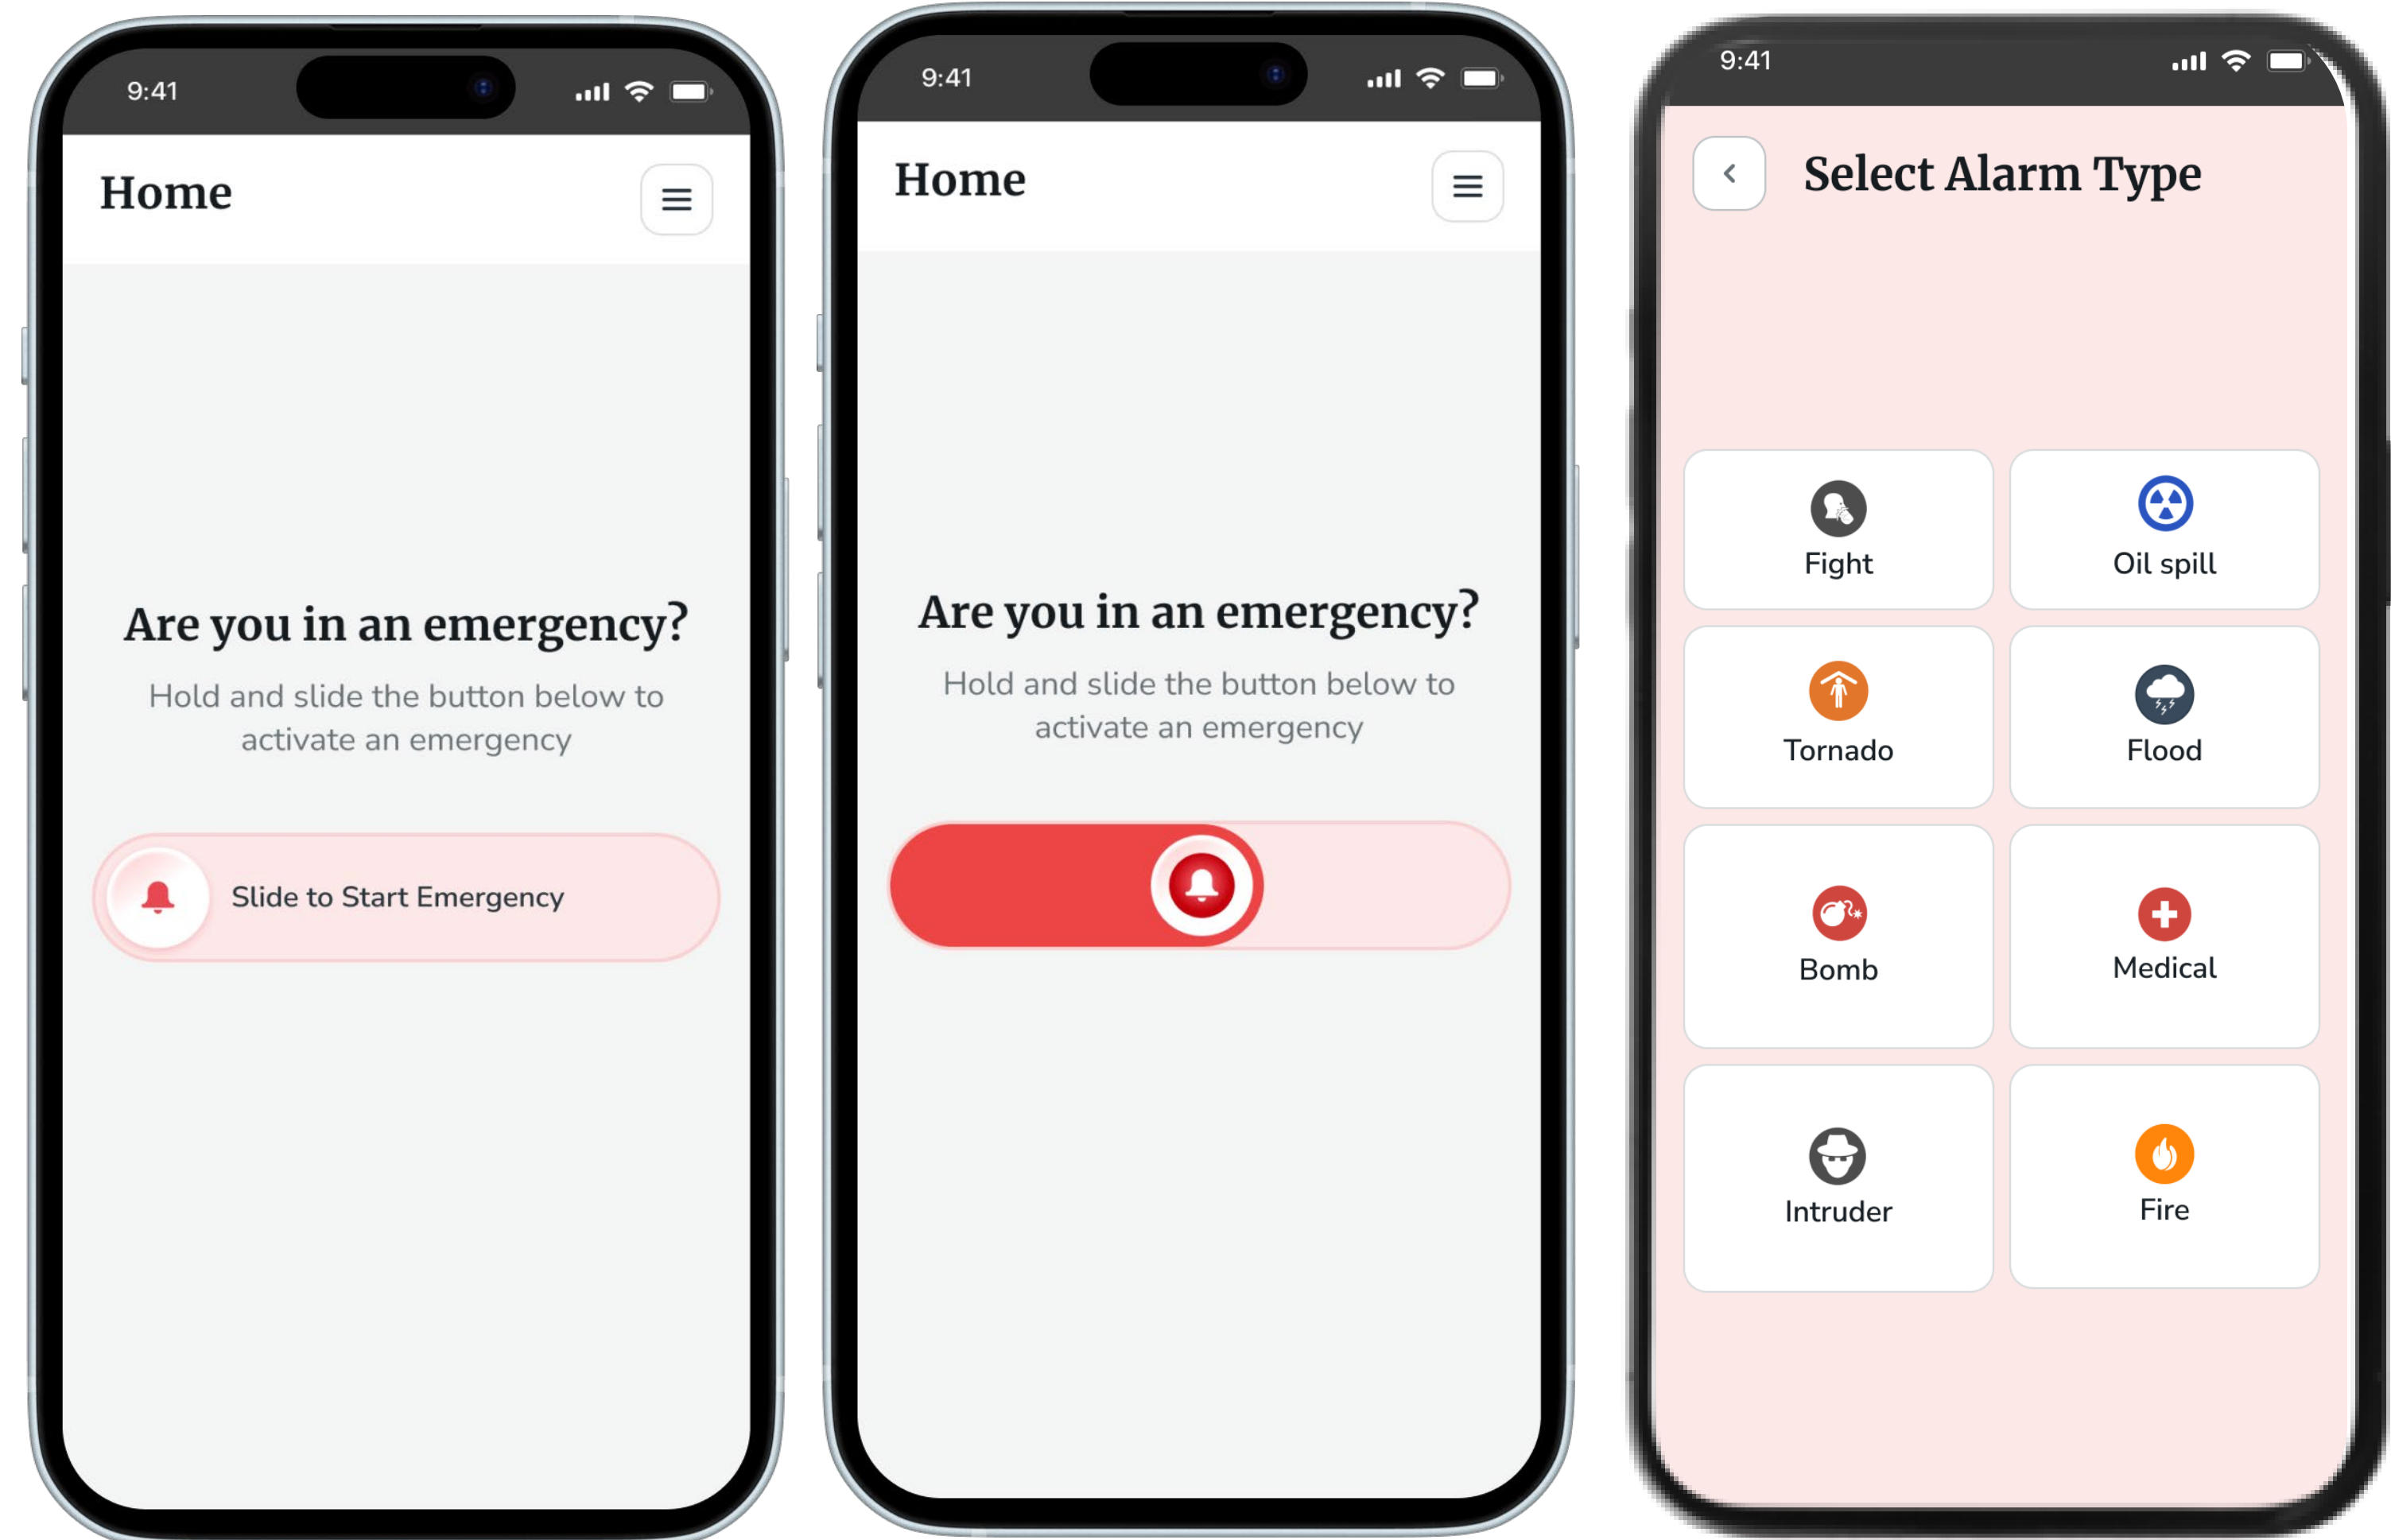 9:41
Home
Are you in an emergency?
Hold and slide the button below to
activate an emergency
Slide to Start Emergency
9:41
Home
Are you in an emergency?
Hold and slide the button below to
activate an emergency
9:41
Select Alarm Type
Fight
Oil spill
Tornado
Flood
Bomb
Medical
Intruder
Fire